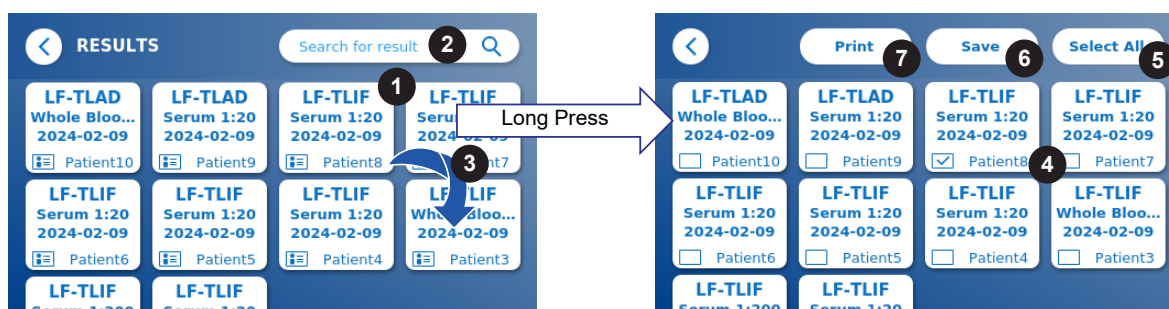 RESULTS
Search for result 2
1
LF-TLAD LF-TLAD LF-TLIF LF-TLIF
Whole Bloo... Serum 1:20 Serum 1:20
2024-02-09 2024-02-09 2024-02-09
Patient10 Patient9 Patient8 3
LF-TLIF LF-TLIF LF-TLIF
Serum 1:20 Serum 1:20 Serum 1:20
2024-02-09 2024-02-09 2024-02-09 2024-02-09
Patient6 Patient5 Patient4 Patient3
LF-TLIF LF-TLIF
Long Press
Print 7 Save 6 Select All 5
LF-TLAD LF-TLAD LF-TLIF LF-TLIF
Whole Bloo... Serum 1:20 Serum 1:20 Serum 1:20
2024-02-09 2024-02-09 2024-02-09 2024-02-09
Patient10 Patient9 Patient8 4 Patient7
LF-TLIF LF-TLIF LF-TLIF LF-TLIF
Serum 1:20 Serum 1:20 Serum 1:20 Whole Bloo...
2024-02-09 2024-02-09 2024-02-09 2024-02-09
Patient6 Patient5 Patient4 Patient3
LF-TLIF LF-TLIF